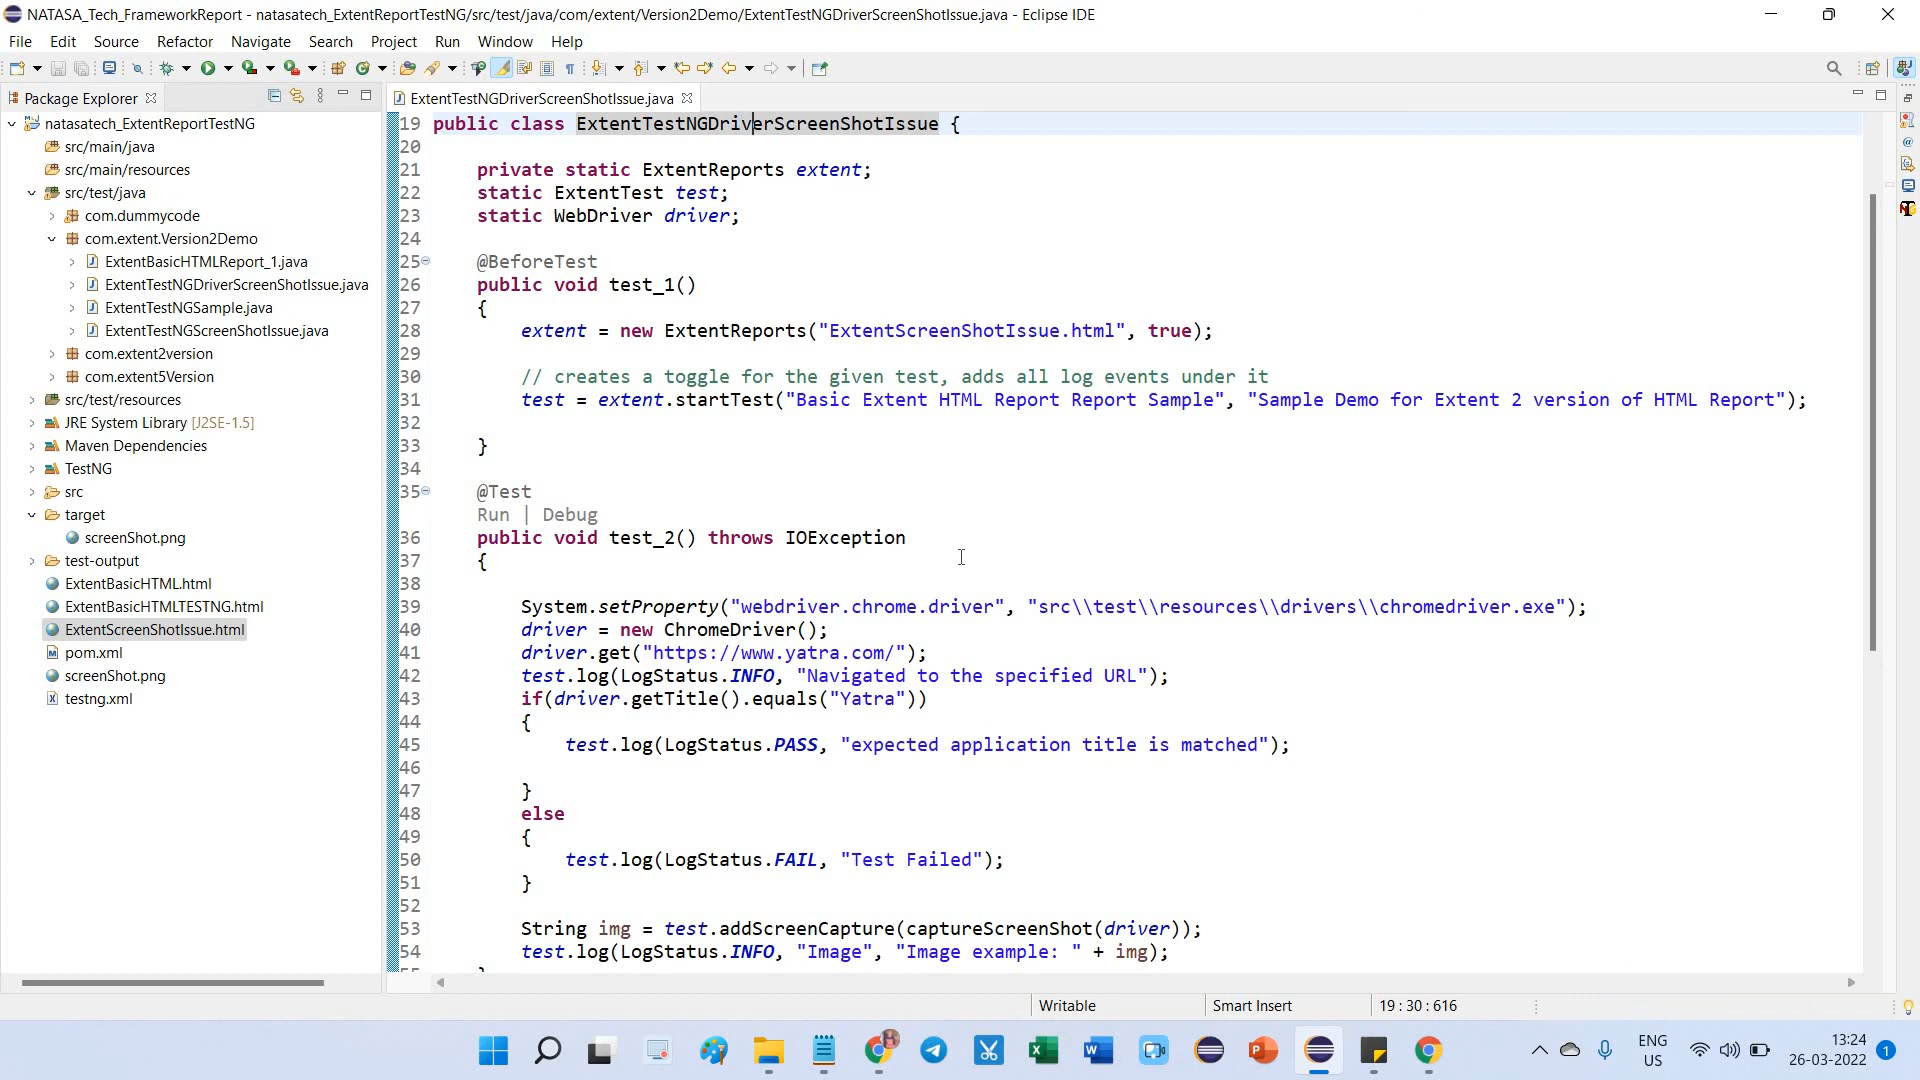 NATASA_Tech_FrameworkReport - natasatech_ExtentReportTestNG/src/test/java/com/extent/Version2Demo/ExtentTestNGDriverScreenShotIssue.java - Eclipse IDE
File Edit Source Refactor Navigate Search Project Run Window Help
Package Explorer
ExtentTestNGDriverScreenShotIssue.java
natasatech_ExtentReportTestNG
src/main/java
src/main/resources
src/test/java
com.dummycode
com.extent.Version2Demo
ExtentBasicHTMLReport_1.java
ExtentTestNGDriverScreenShotIssue.java
ExtentTestNGSample.java
ExtentTestNGScreenShotIssue.java
com.extent2version
com.extent5Version
src/test/resources
JRE System Library [J2SE-1.5]
Maven Dependencies
TestNG
src
target
screenShot.png
test-output
ExtentBasicHTML.html
ExtentBasicHTMLTESTNG.html
ExtentScreenShotIssue.html
pom.xml
screenShot.png
testng.xml
19 public class ExtentTestNGDriverScreenShotIssue {
20
21 private static ExtentReports extent;
22 static ExtentTest test;
23 static WebDriver driver;
24
25 @BeforeTest
26 public void test_1()
27 {
28 extent = new ExtentReports("ExtentScreenShotIssue.html", true);
29
30 // creates a toggle for the given test, adds all log events under it
31 test = extent.startTest("Basic Extent HTML Report Report Sample", "Sample Demo for Extent 2 version of HTML Report");
32
33 }
34
35 @Test
Run | Debug
36 public void test_2() throws IOException
37 {
38
39 System.setProperty("webdriver.chrome.driver", "src\\test\\resources\\drivers\\chromedriver.exe");
40 driver = new ChromeDriver();
41 driver.get("https://www.yatra.com/");
42 test.log(LogStatus.INFO, "Navigated to the specified URL");
43 if(driver.getTitle().equals("Yatra"))
44 {
45 test.log(LogStatus.PASS, "expected application title is matched");
46
47 }
48 else
49 {
50 test.log(LogStatus.FAIL, "Test Failed");
51 }
52
53 String img = test.addScreenCapture(captureScreenShot(driver));
54 test.log(LogStatus.INFO, "Image", "Image example: " + img);
Writable Smart Insert 19 : 30 : 616
ENG
US
13:24
26-03-2022
1